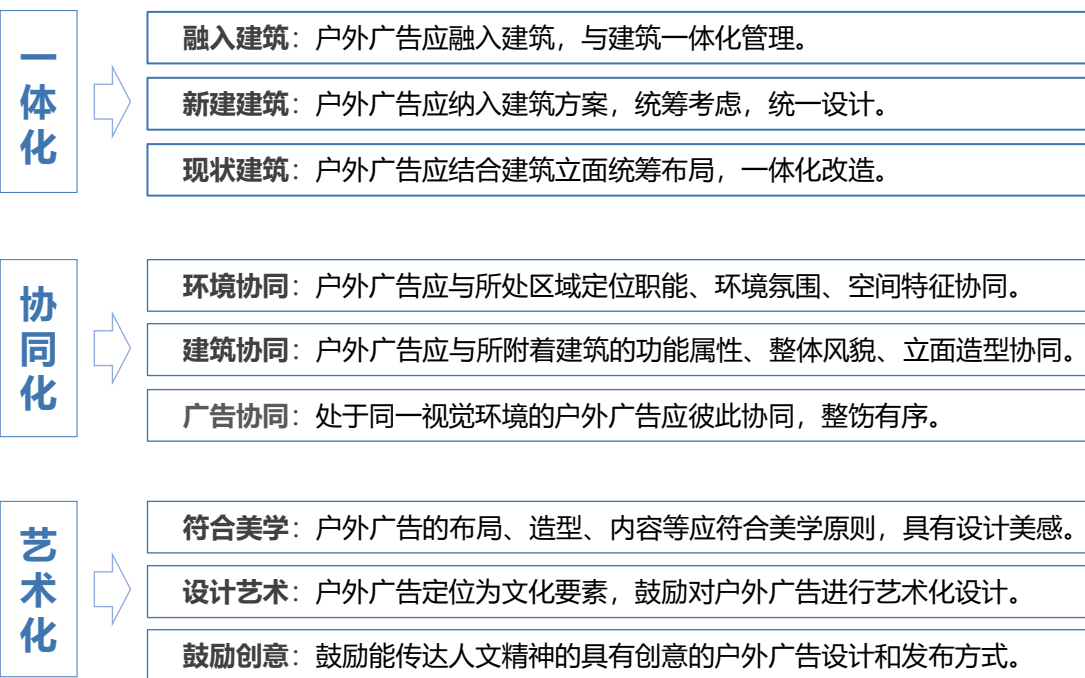 一体化
融入建筑：户外广告应融入建筑，与建筑一体化管理。
新建建筑：户外广告应纳入建筑方案，统筹考虑，统一设计。
现状建筑：户外广告应结合建筑立面统筹布局，一体化改造。
协同化
环境协同：户外广告应与所处区域定位职能、环境氛围、空间特征协同。
建筑协同：户外广告应与所附着建筑的功能属性、整体风貌、立面造型协同。
广告协同：处于同一视觉环境的户外广告应彼此协同，整饬有序。
艺术化
符合美学：户外广告的布局、造型、内容等应符合美学原则，具有设计美感。
设计艺术：户外广告定位为文化要素，鼓励对户外广告进行艺术化设计。
鼓励创意：鼓励能传达人文精神的具有创意的户外广告设计和发布方式。